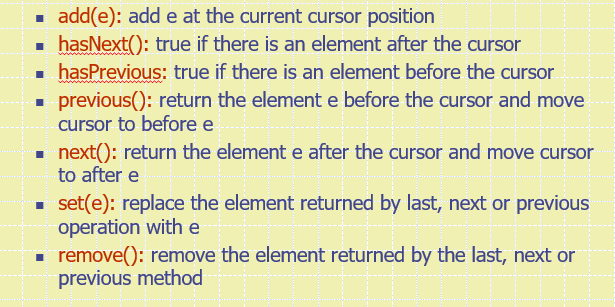 ▪ add(e): add e at the current cursor position
▪ hasNext(): true if there is an element after the cursor
▪ hasPrevious: true if there is an element before the cursor
▪ previous(): return the element e before the cursor and move
cursor to before e
▪ next(): return the element e after the cursor and move cursor
to after e
▪ set(e): replace the element returned by last, next or previous
operation with e
▪ remove(): remove the element returned by the last, next or
previous method